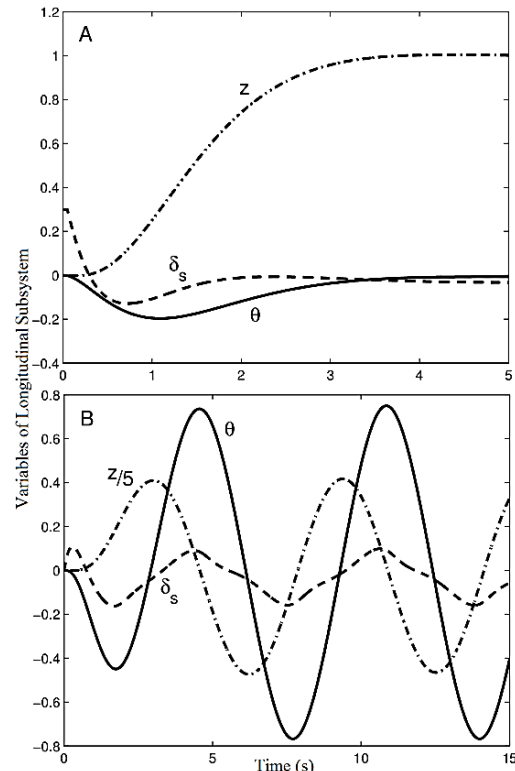 A
1.2
1
0.8
0.6
0.4
0.2
0
−0.2
−0.4
z
δs
θ
0 1 2 3 4 5
Variables of Longitudinal Subsystem
B
0.8
0.6
0.4
0.2
0
−0.2
−0.4
−0.6
−0.8
θ
z/5
δs
0 5 10 15
Time (s)